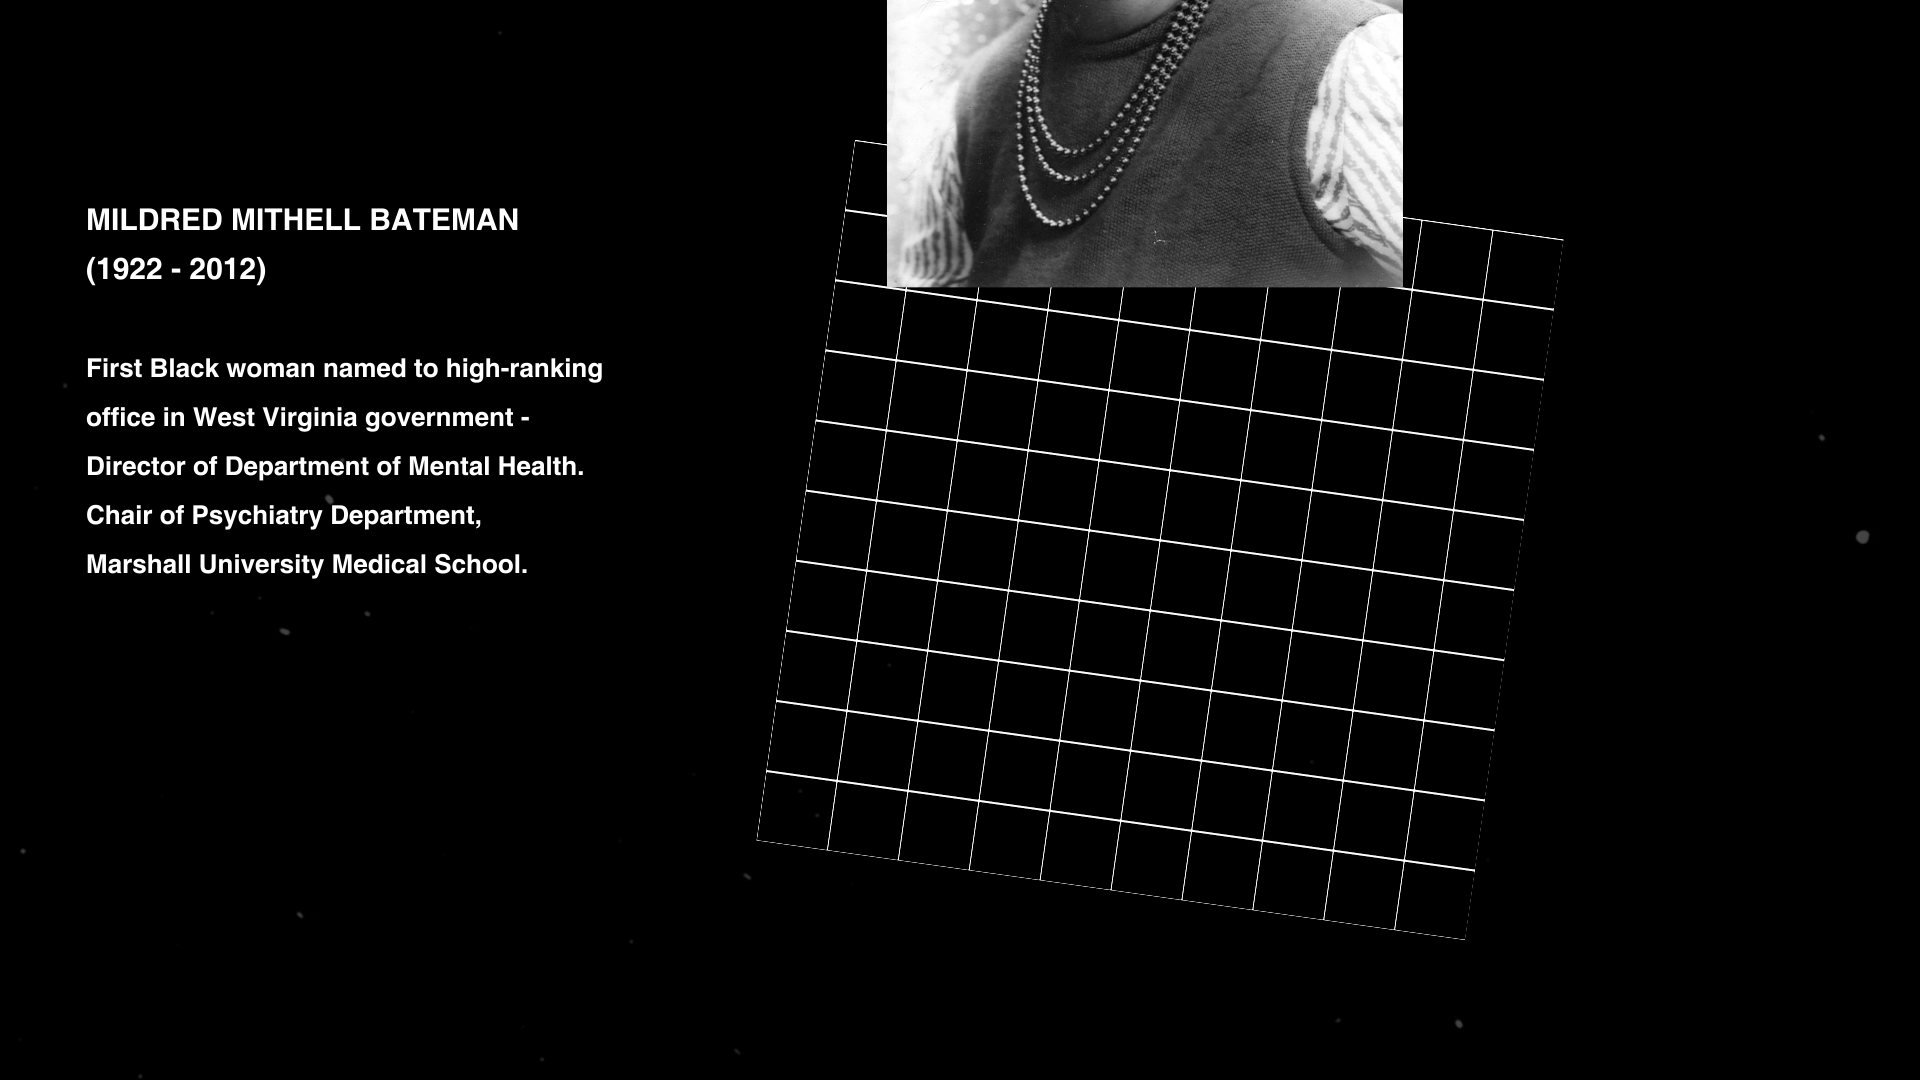 MILDRED MITHELL BATEMAN
(1922 - 2012)
First Black woman named to high-ranking
office in West Virginia government -
Director of Department of Mental Health.
Chair of Psychiatry Department,
Marshall University Medical School.